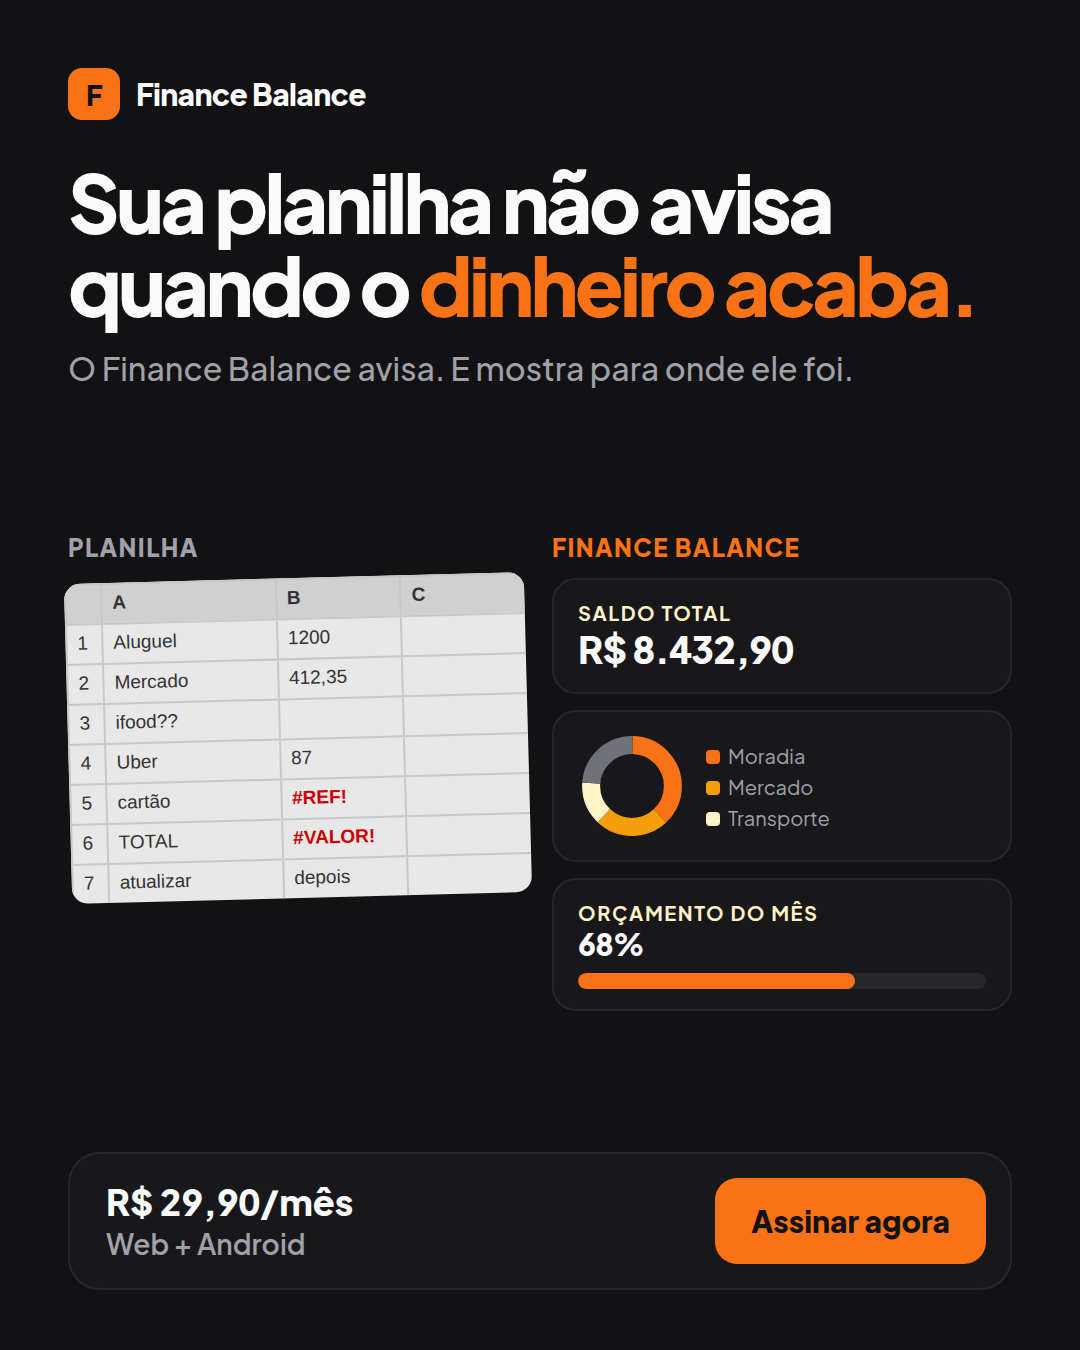 F Finance Balance
Sua planilha não avisa
quando o dinheiro acaba.
O Finance Balance avisa. E mostra para onde ele foi.
PLANILHA
A B C
1 Aluguel 1200
2 Mercado 412,35
3 ifood??
4 Uber 87
5 cartão #REF!
6 TOTAL #VALOR!
7 atualizar depois
FINANCE BALANCE
SALDO TOTAL
R$ 8.432,90
Moradia
Mercado
Transporte
ORÇAMENTO DO MÊS
68%
R$ 29,90/mês
Web + Android
Assinar agora